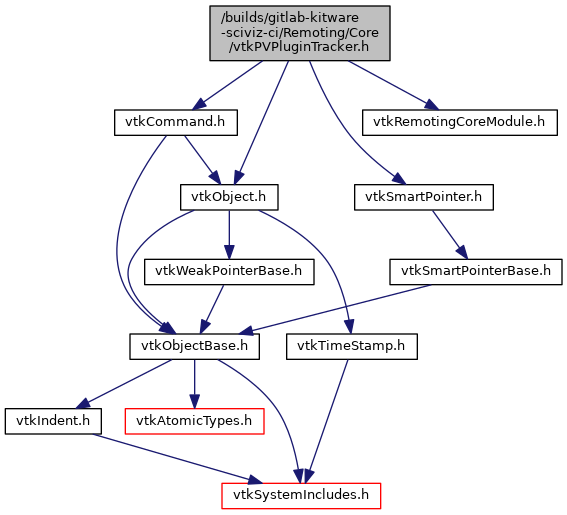 /builds/gitlab-kitware
-sciviz-ci/Remoting/Core
/vtkPVPluginTracker.h
vtkCommand.h
vtkRemotingCoreModule.h
vtkObject.h
vtkSmartPointer.h
vtkWeakPointerBase.h
vtkSmartPointerBase.h
vtkObjectBase.h
vtkTimeStamp.h
vtkIndent.h
vtkAtomicTypes.h
vtkSystemIncludes.h